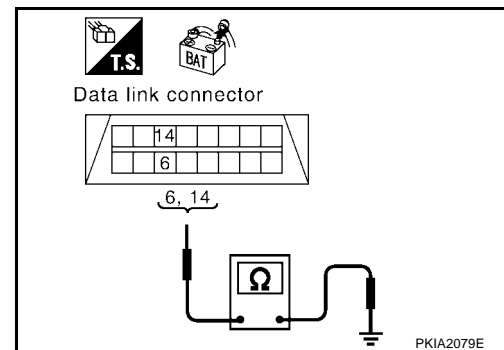 T.S.
BAT
Data link connector
14
6
6, 14
Ω
PKIA2079E